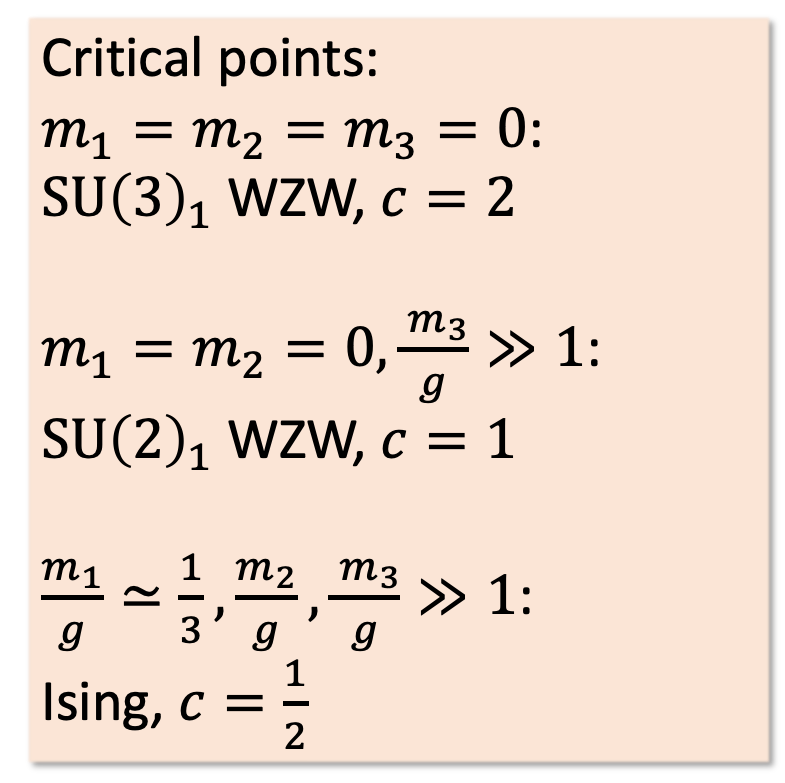 Critical points:
m₁ = m₂ = m₃ = 0:
SU(3)₁ WZW, c = 2
m₁ = m₂ = 0, m₃/g ≫ 1:
SU(2)₁ WZW, c = 1
m₁/g ≃ 1/3, m₂/g, m₃/g ≫ 1:
Ising, c = 1/2